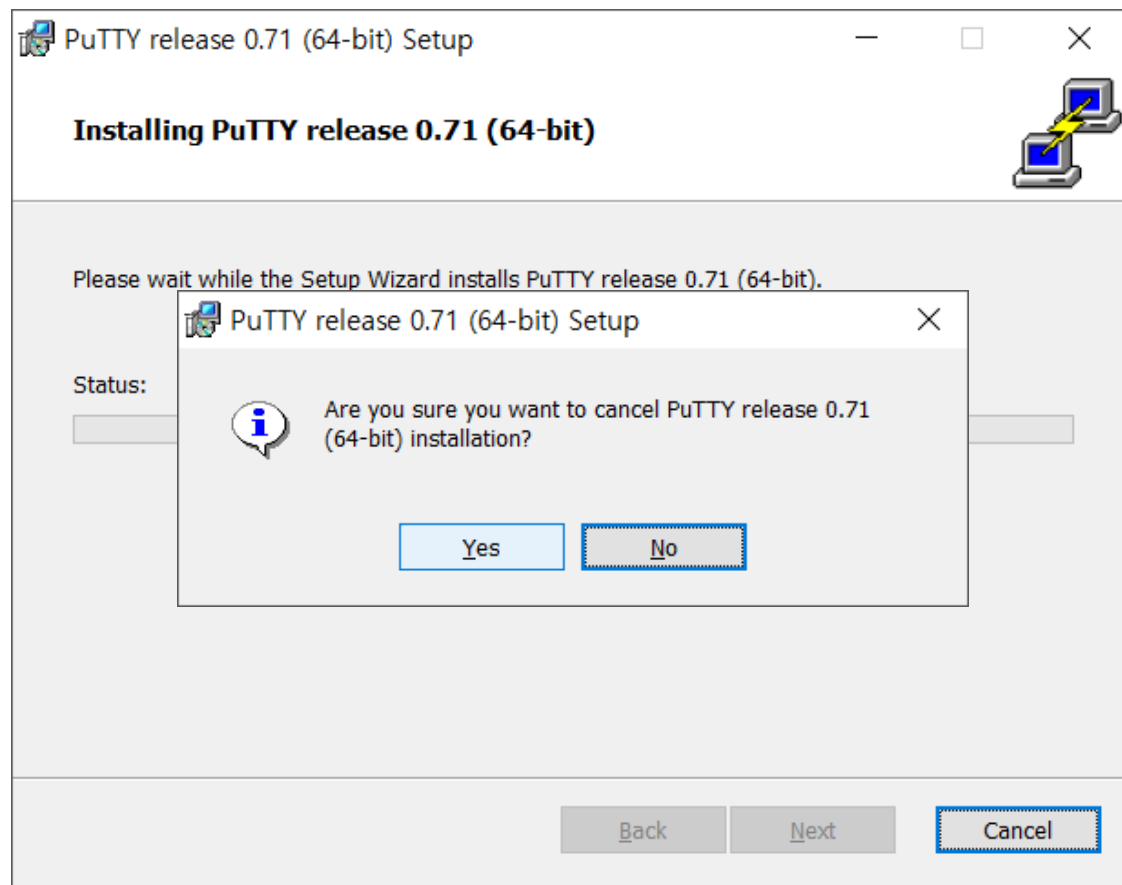 PuTTY release 0.71 (64-bit) Setup
Installing PuTTY release 0.71 (64-bit)
Please wait while the Setup Wizard installs PuTTY release 0.71 (64-bit).
Status:
PuTTY release 0.71 (64-bit) Setup
Are you sure you want to cancel PuTTY release 0.71
(64-bit) installation?
Yes No
Back Next Cancel